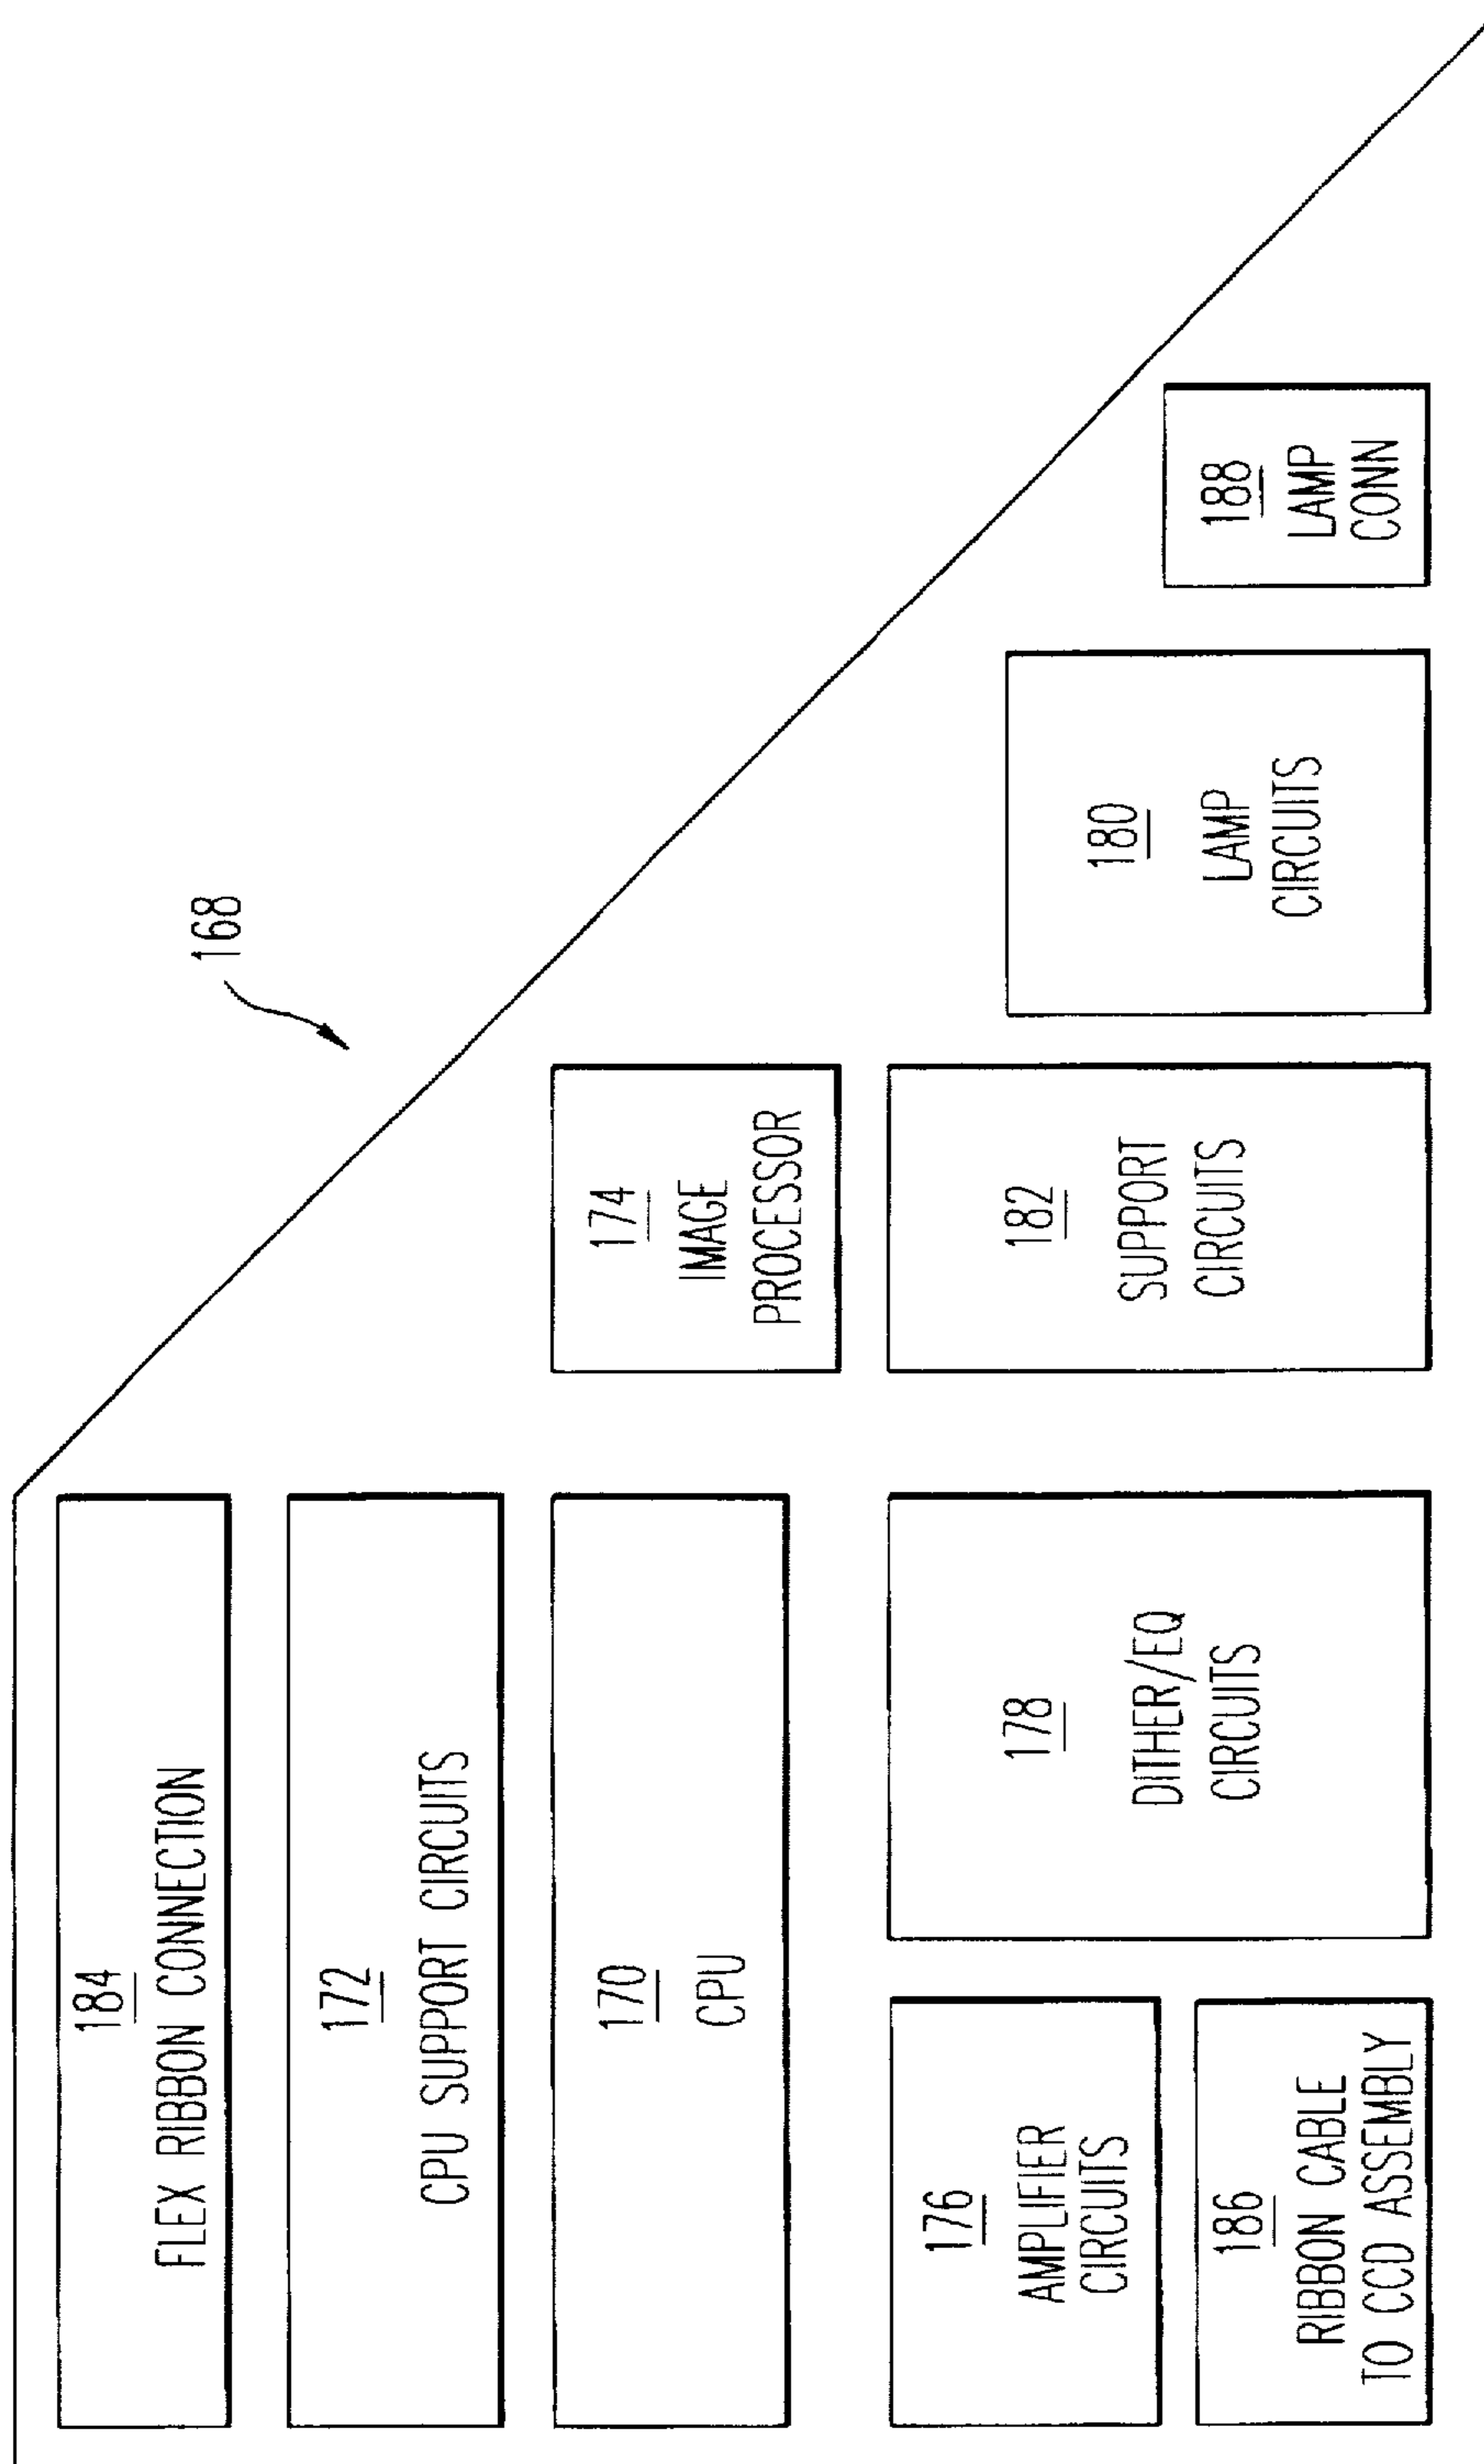 168
184
FLEX RIBBON CONNECTION
172
CPU SUPPORT CIRCUITS
170
CPU
174
IMAGE
PROCESSOR
176
AMPLIFIER
CIRCUITS
186
RIBBON CABLE
TO CCD ASSEMBLY
178
DITHER/EQ
CIRCUITS
182
SUPPORT
CIRCUITS
180
LAMP
CIRCUITS
188
LAMP
CONN